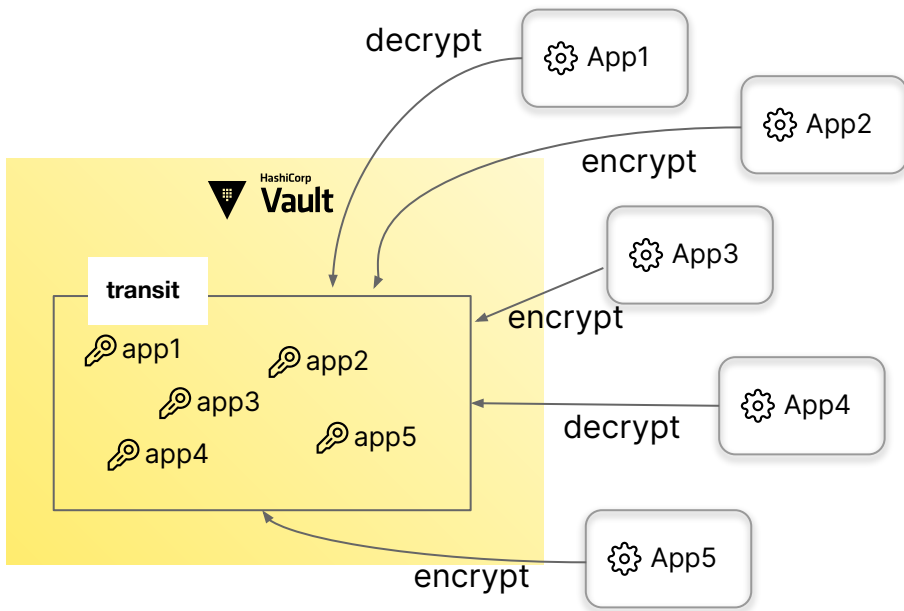 decrypt
App1
App2
encrypt
HashiCorp
Vault
App3
transit
encrypt
app1
app2
app3
App4
decrypt
app4
app5
App5
encrypt